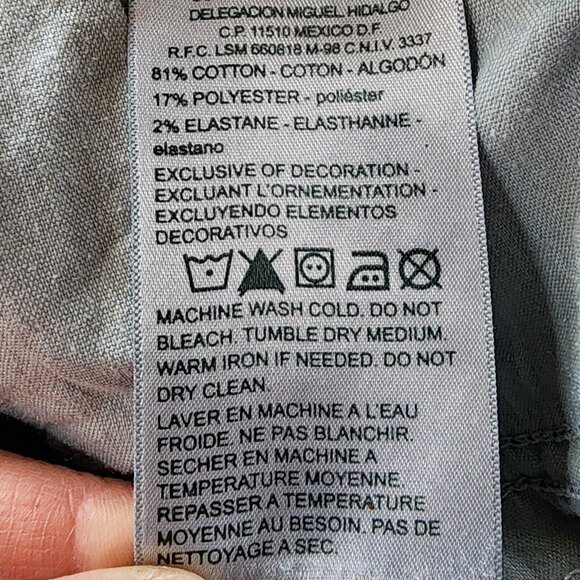 DELEGACION MIGUEL HIDALGO
C.P. 11510 MEXICO D.F.
R.F.C. LSM 660818 M-98 C.N.I.V. 3337
81% COTTON - COTON - ALGODÓN
17% POLYESTER - poliéster
2% ELASTANE - ELASTHANNE -
elastano
EXCLUSIVE OF DECORATION -
EXCLUANT L'ORNEMENTATION -
EXCLUYENDO ELEMENTOS
DECORATIVOS
MACHINE WASH COLD. DO NOT
BLEACH. TUMBLE DRY MEDIUM.
WARM IRON IF NEEDED. DO NOT
DRY CLEAN.
LAVER EN MACHINE A L'EAU
FROIDE. NE PAS BLANCHIR.
SECHER EN MACHINE A
TEMPERATURE MOYENNE.
REPASSER A TEMPERATURE
MOYENNE AU BESOIN. PAS DE
NETTOYAGE A SEC.